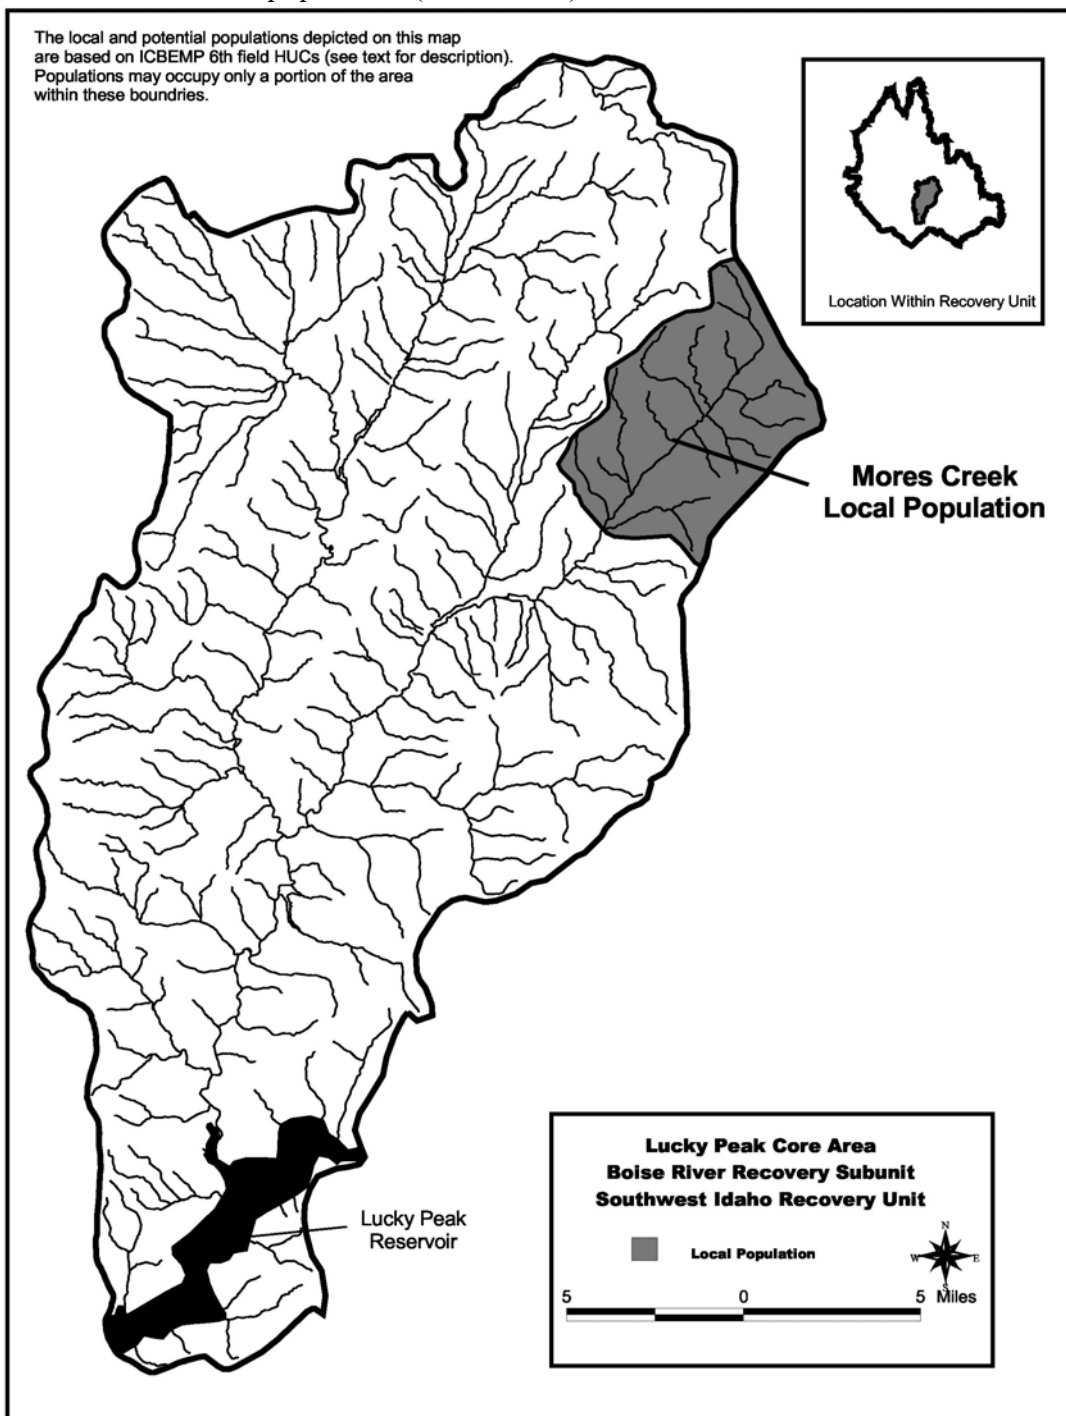 The local and potential populations depicted on this map
are based on ICBEMP 6th field HUCs (see text for description).
Populations may occupy only a portion of the area
within these boundries.
Location Within Recovery Unit
Mores Creek
Local Population
Lucky Peak
Reservoir
Lucky Peak Core Area
Boise River Recovery Subunit
Southwest Idaho Recovery Unit
Local Population
N
W
E
S
5
0
5
Miles